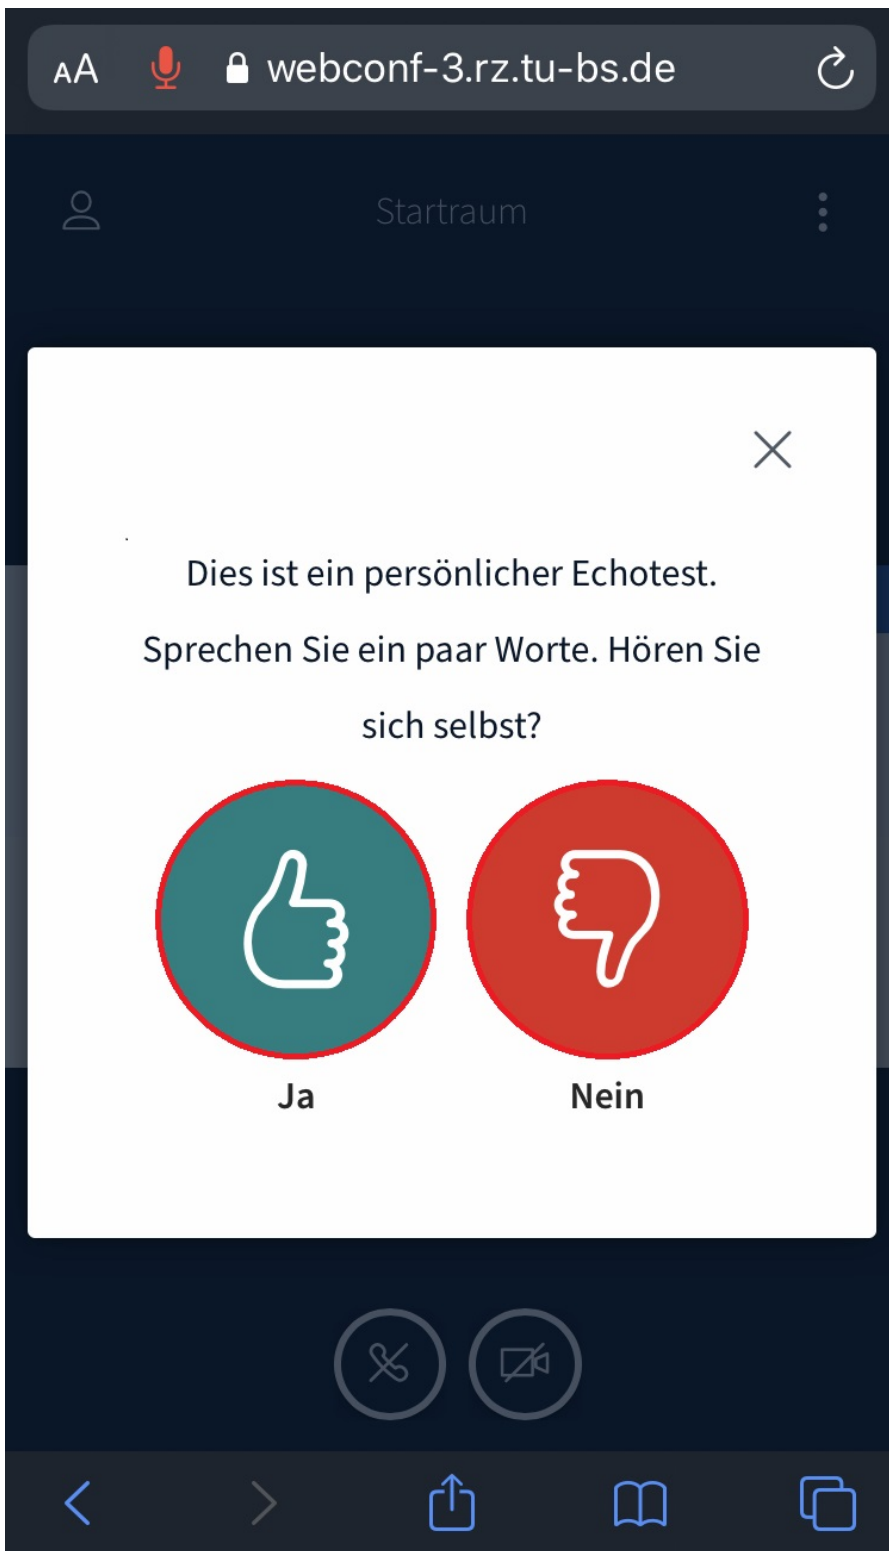 AA webconf-3.rz.tu-bs.de
Startraum
Dies ist ein persönlicher Echotest.
Sprechen Sie ein paar Worte. Hören Sie
sich selbst?
Ja Nein